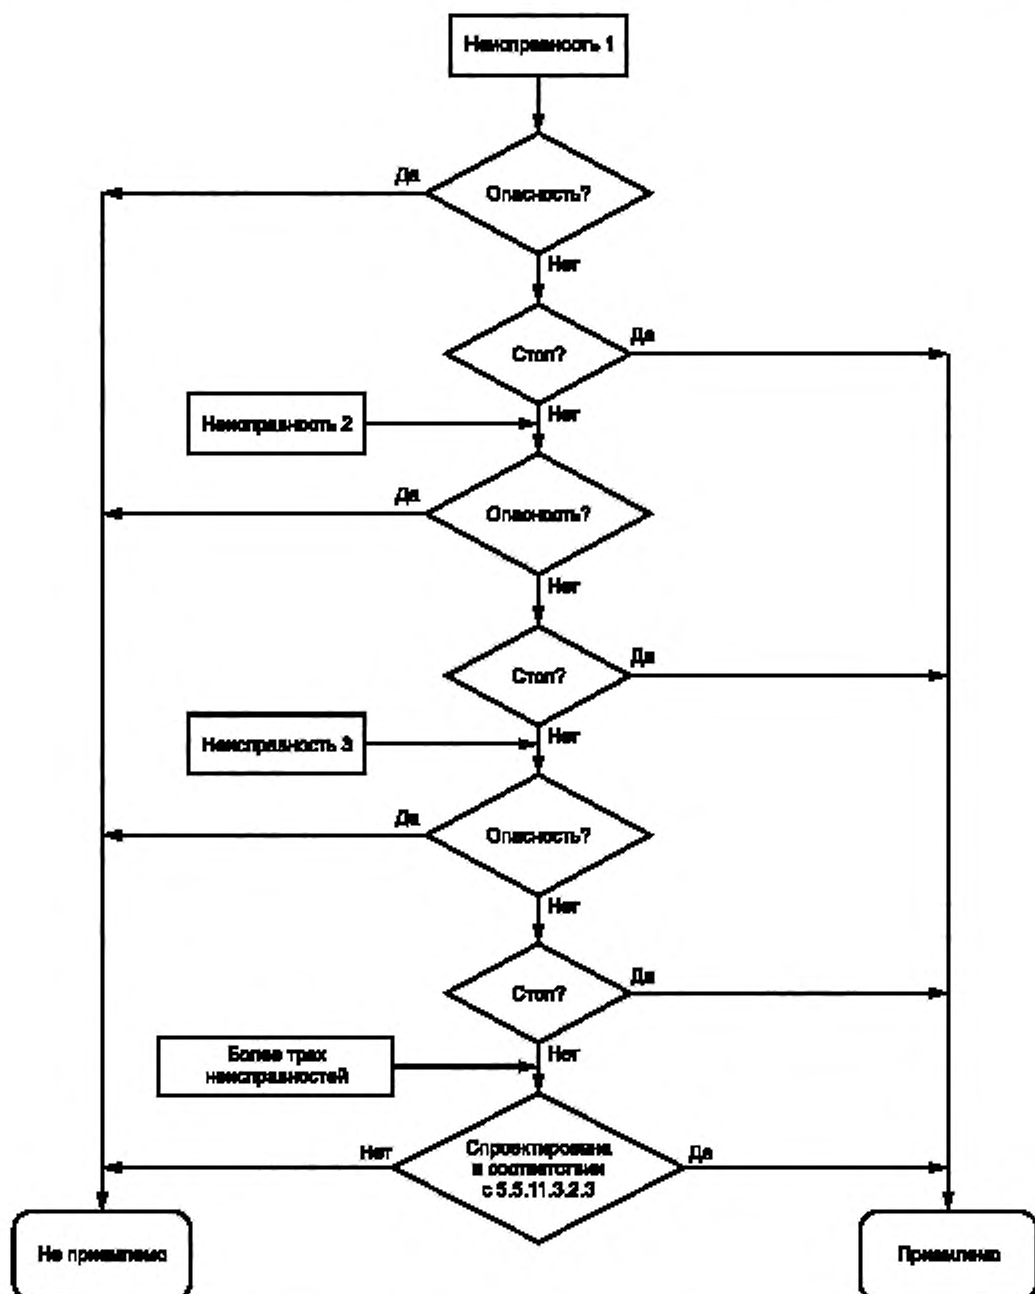 Неисправность 1
Да
Опасность?
Нет
Да
Стоп?
Неисправность 2
Нет
Да
Опасность?
Нет
Да
Стоп?
Неисправность 3
Нет
Да
Опасность?
Нет
Да
Стоп?
Более трех
неисправностей
Нет
Нет
Спроектирована
в соответствии
с 5.5.11.3.2.3
Да
Не приемлемо
Приемлемо